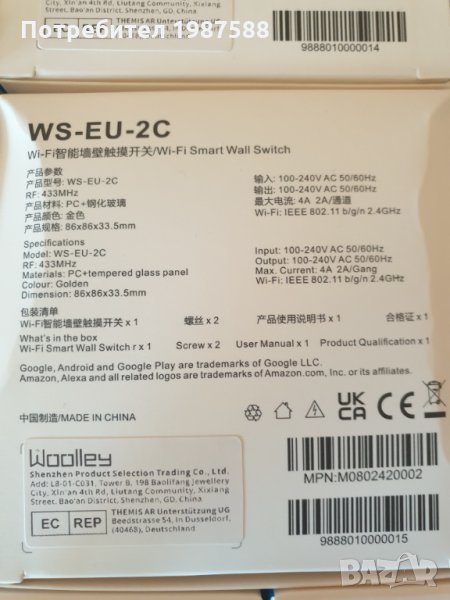 Потребител 1987588
City, Xin an 4th Rd, Liutang Community, Xixiang
Street, Bao'an District, Shenzhen, GD, China
EC REP
THEMIS AR Unterstützung UG
Beedstrasse 54, In Dusseldorf,
(40468), Deutschland
9888010000014
WS-EU-2C
Wi-Fi智能墙壁触摸开关/Wi-Fi Smart Wall Switch
产品参数
产品型号: WS-EU-2C
RF: 433MHz
产品材料: PC+钢化玻璃
产品颜色: 金色
产品规格: 86x86x33.5mm
输入: 100-240V AC 50/60Hz
输出: 100-240V AC 50/60Hz
最大电流: 4A 2A/通道
Wi-Fi: IEEE 802.11 b/g/n 2.4GHz
Specifications
Model: WS-EU-2C
RF: 433MHz
Materials: PC+tempered glass panel
Colour: Golden
Dimension: 86x86x33.5mm
Input: 100-240V AC 50/60Hz
Output: 100-240V AC 50/60Hz
Max. Current: 4A 2A/Gang
Wi-Fi: IEEE 802.11 b/g/n 2.4GHz
包装清单
Wi-Fi智能墙壁触摸开关 x 1 螺丝 x 2 产品使用说明书 x 1 合格证 x 1
What's in the box
Wi-Fi Smart Wall Switch r x 1 Screw x 2 User Manual x 1 Product Qualification x 1
Google, Android and Google Play are trademarks of Google LLC.
Amazon, Alexa and all related logos are trademarks of Amazon.com, Inc. or its affiliates.
中国制造/MADE IN CHINA
UK CA CE
Woolley
Shenzhen Product Selection Trading Co., Ltd.
Add: L8-01-C031, Tower B, 198 Baolifang Jewellery
City, Xin an 4th Rd, Liutang Community, Xixiang
Street, Bao'an District, Shenzhen, GD, China
EC REP
THEMIS AR Unterstützung UG
Beedstrasse 54, In Dusseldorf,
(40468), Deutschland
MPN:M0802420002
9888010000015
BAZAR.bg